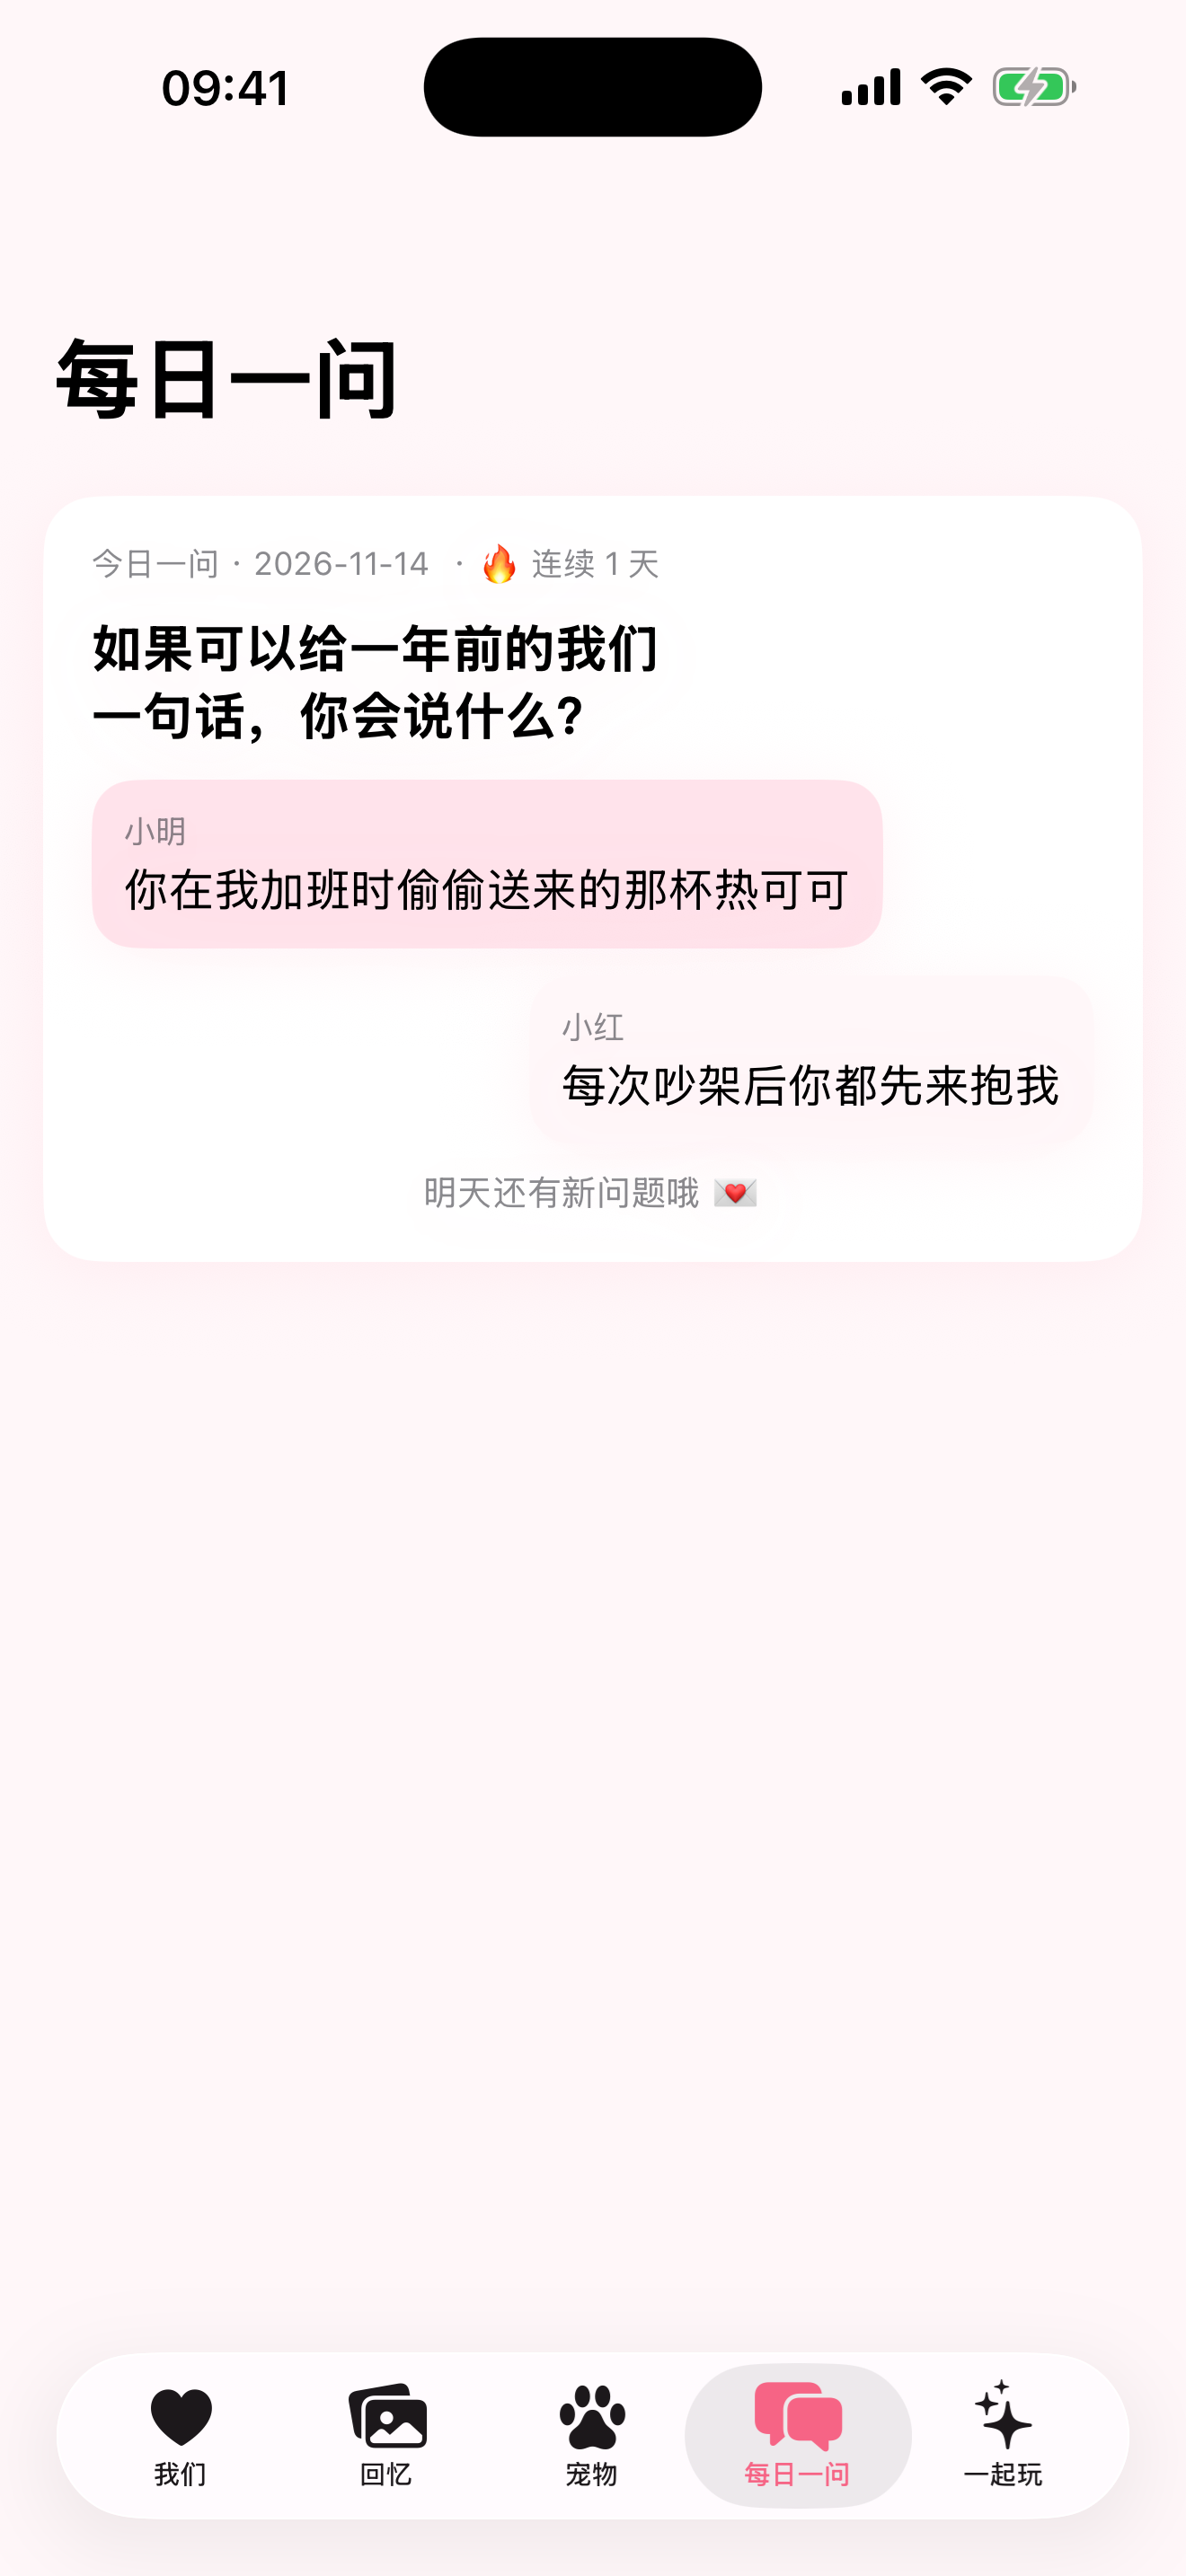 09:41
每日一问
今日一问 · 2026-11-14 · 🔥 连续 1 天
如果可以给一年前的我们
一句话，你会说什么?
小明
你在我加班时偷偷送来的那杯热可可
小红
每次吵架后你都先来抱我
明天还有新问题哦 💌
我们
回忆
宠物
每日一问
一起玩